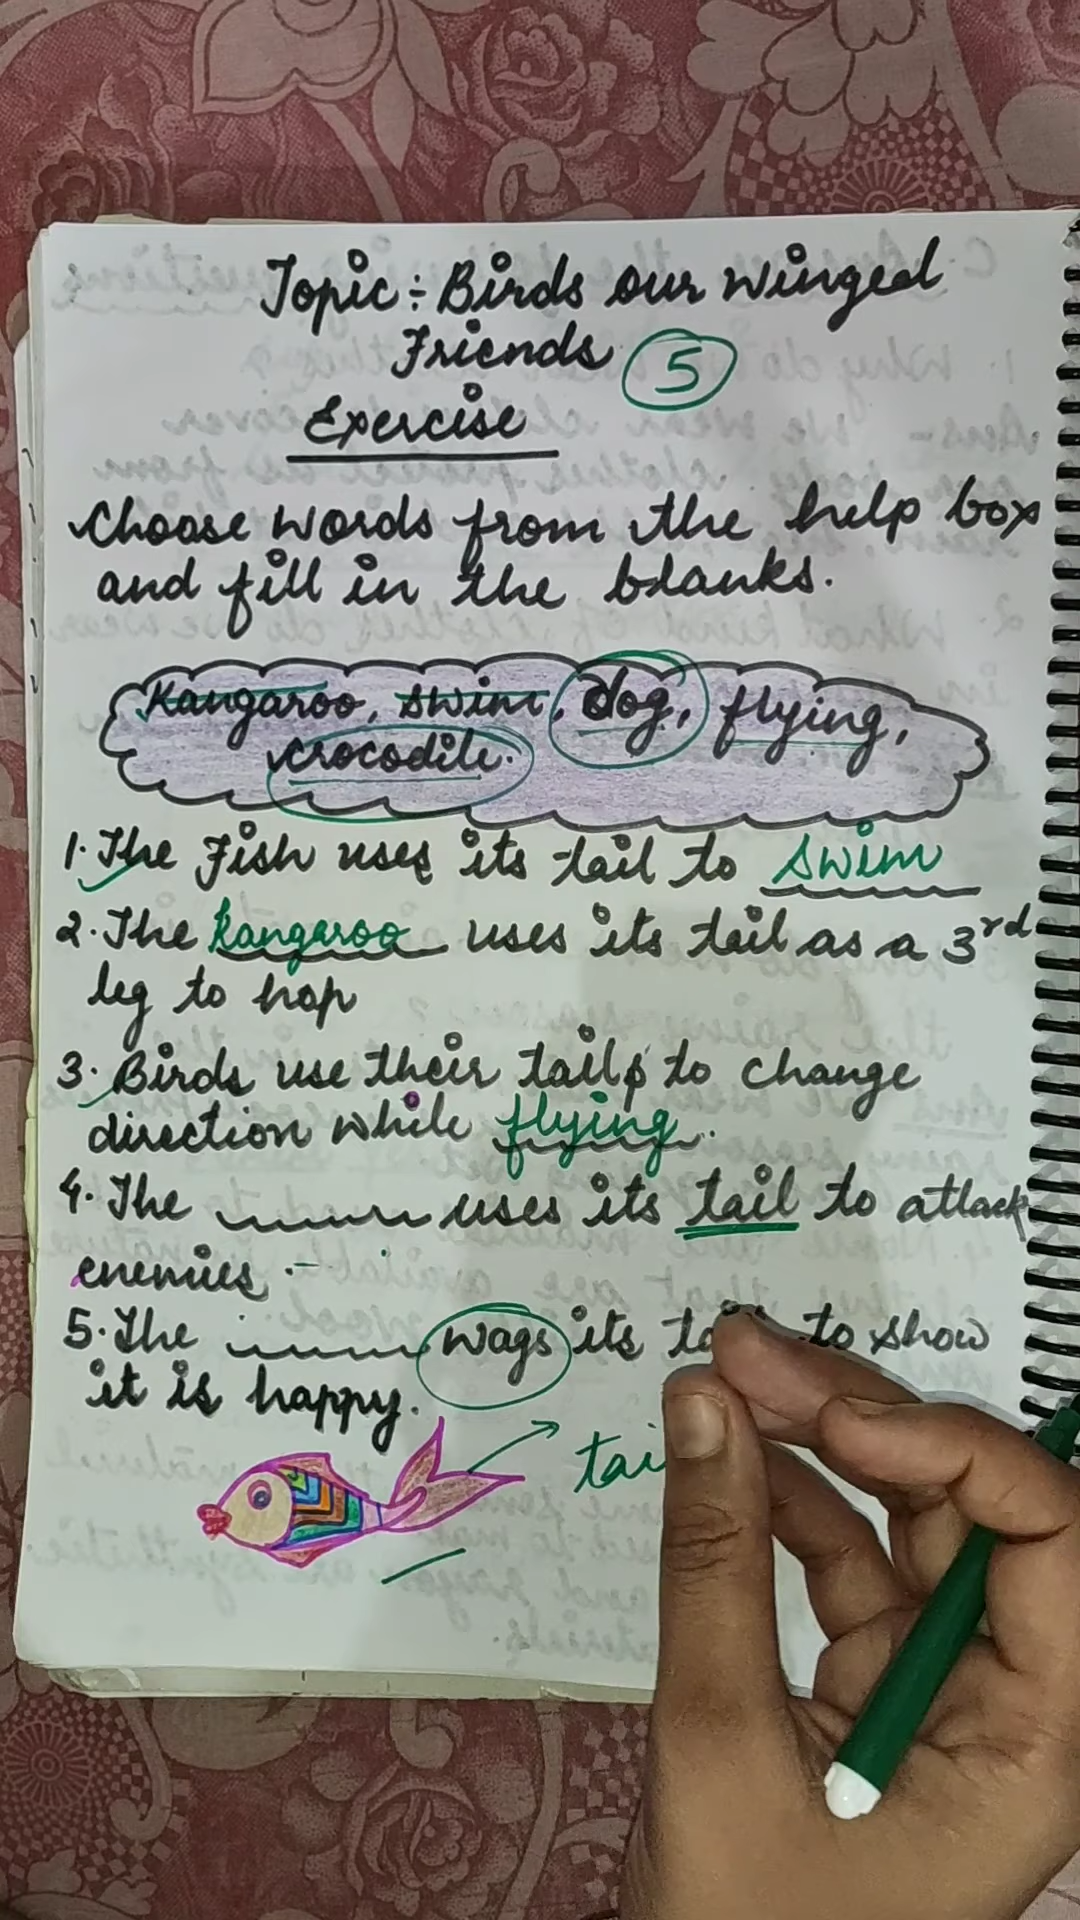 Topic:- Birds our winged
Friends 5
Exercise
Choose words from the help box
and fill in the blanks.
Kangaroo, swim, dog, flying,
crocodile.
1. The Fish uses its tail to swim
2. The Kangaroo uses its tail as a 3rd
leg to hop
3. Birds use their tails to change
direction while flying.
4. The uses its tail to attack
enemies.
5. The wags its to show
it is happy.